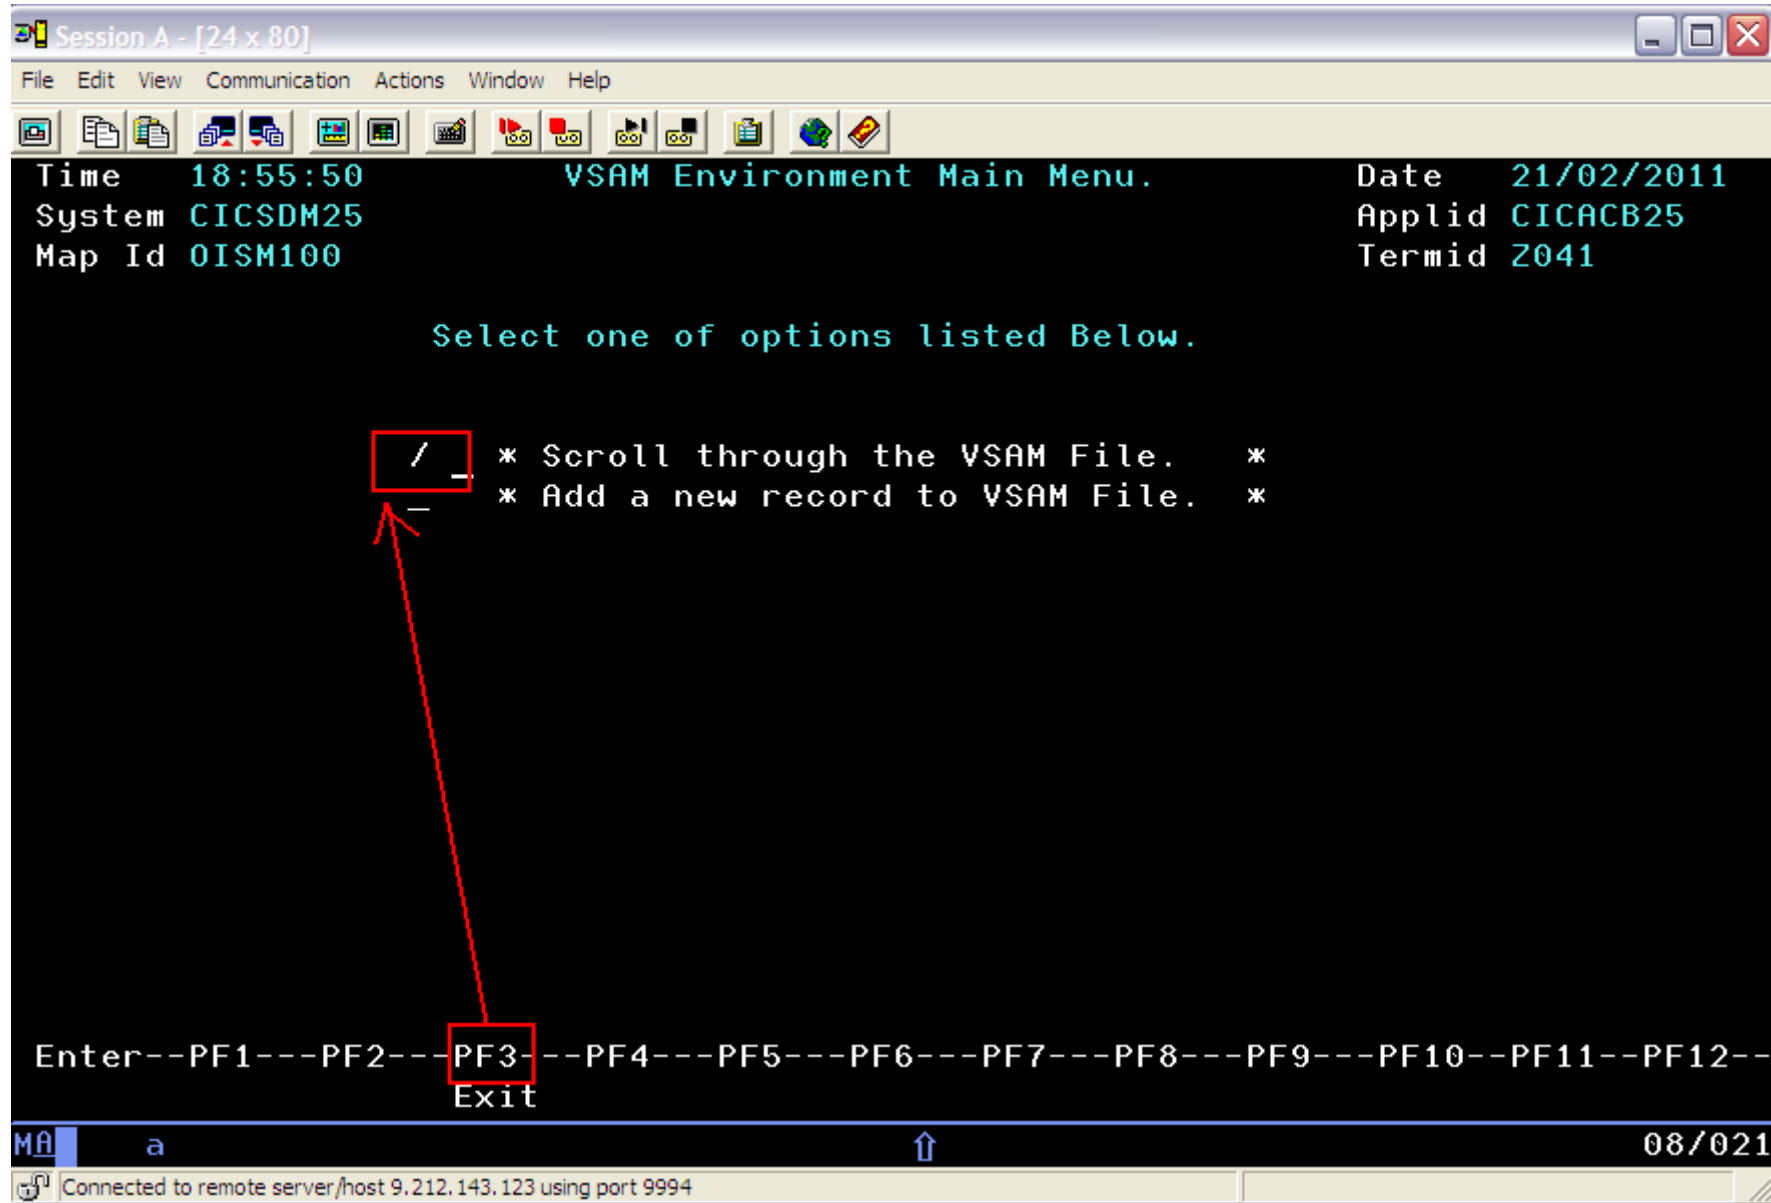 Session A - [24 x 80]
File Edit View Communication Actions Window Help
Time 18:55:50 VSAM Environment Main Menu. Date 21/02/2011
System CICSDM25 Applid CICACB25
Map Id OISM100 Termid Z041
Select one of options listed Below.
/ _ * Scroll through the VSAM File. *
_ * Add a new record to VSAM File. *
Enter--PF1---PF2---PF3---PF4---PF5---PF6---PF7---PF8---PF9---PF10--PF11--PF12--
Exit
MA a 08/021
Connected to remote server/host 9.212.143.123 using port 9994